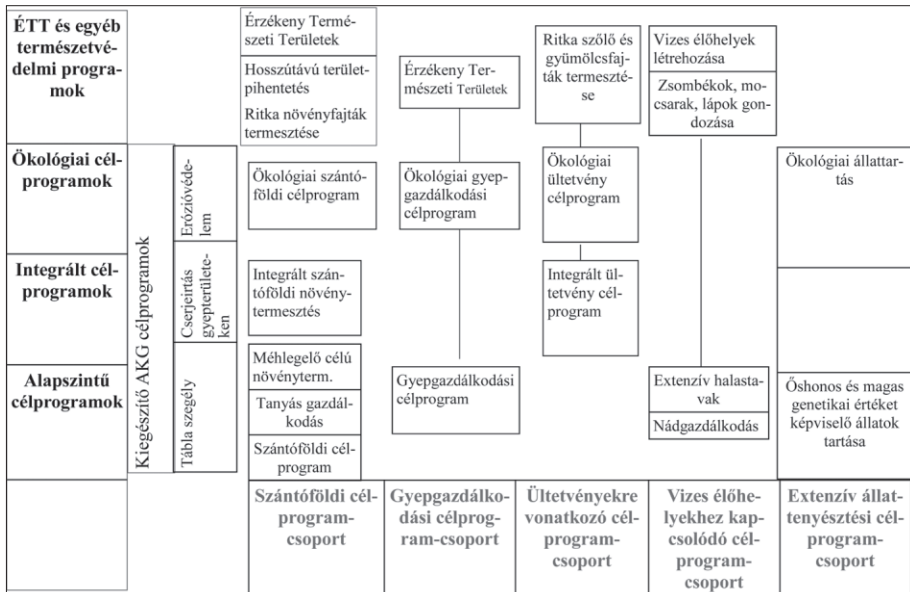 ÉTT és egyéb
természetvé-
delmi progra-
mok
Érzékeny Termé-
szeti Területek
Hosszútávú terület-
pihentetés
Ritka növényfajták
termesztése
Érzékeny Ter-
mészeti Területek
Ritka szőlő és
gyümölcsfaj-
ták termeszté-
se
Vizes élőhelyek
létrehozása
Zsombékok, mo-
csarak, lápok gon-
dozása
Ökológiai cél-
programok
Ökológiai szántó-
földi célprogram
Ökológiai gyep-
gazdálkodási
célprogram
Ökológiai
ültetvény
célprogram
Ökológiai állattar-
tás
Integrált cél-
programok
Integrált szán-
tóföldi növény-
termesztés
Integrált ül-
tetvény cél-
program
Alapszintű
célprogramok
Méhlegelő célú
növényterm.
Tanyás gazdál-
kodás
Szántóföldi cél-
program
Gyepgazdálkodási
célprogram
Extenzív halasta-
vak
Nádgazdálkodás
Őshonos és magas
genetikai értéket
képviselő állatok
tartása
Kiegészítő AKG célprogramok
Erózióvéde-
lem
Cserjeirtás
gyepterülete-
ken
Tábla szegély
Szántóföldi cél-
program-
csoport
Gyepgazdálko-
dási célprog-
ram-csoport
Ültetvényekre
vonatkozó cél-
program-
csoport
Vizes élőhe-
lyekhez kap-
csolódó cél-
program-
csoport
Extenzív állat-
tenyésztési cél-
program-
csoport